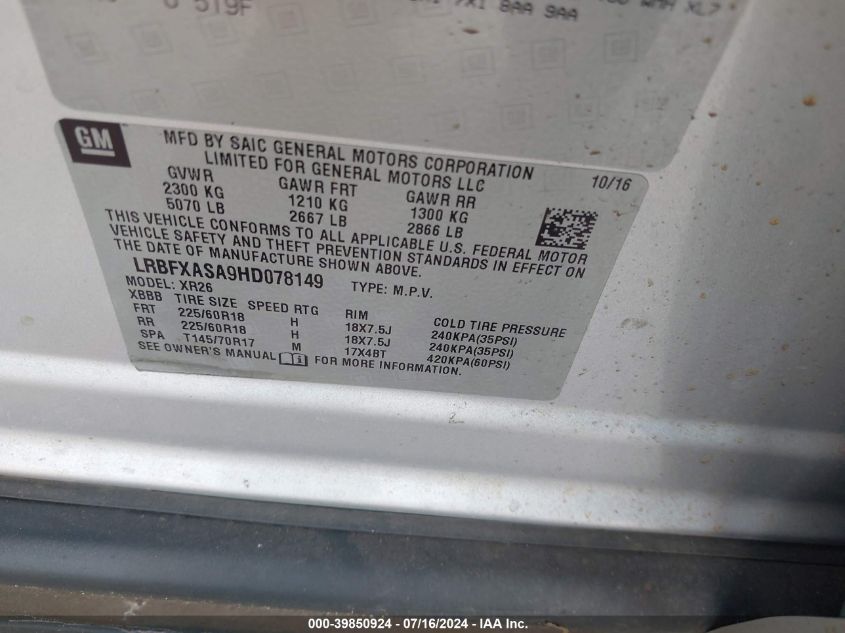 519F
8AA 9AA
GM
MFD BY SAIC GENERAL MOTORS CORPORATION
LIMITED FOR GENERAL MOTORS LLC
10/16
GVWR GAWR FRT GAWR RR
2300 KG 1210 KG 1300 KG
5070 LB 2667 LB 2866 LB
THIS VEHICLE CONFORMS TO ALL APPLICABLE U.S. FEDERAL MOTOR
VEHICLE SAFETY AND THEFT PREVENTION STANDARDS IN EFFECT ON
THE DATE OF MANUFACTURE SHOWN ABOVE.
LRBFXASA9HD078149 TYPE: M.P.V.
MODEL: XR26
XBBB TIRE SIZE SPEED RTG RIM COLD TIRE PRESSURE
FRT 225/60R18 H 18X7.5J 240KPA(35PSI)
RR 225/60R18 H 18X7.5J 240KPA(35PSI)
SPA T145/70R17 M 17X4BT 420KPA(60PSI)
SEE OWNER'S MANUAL FOR MORE INFORMATION.
000-39850924 - 07/16/2024 - IAA Inc.